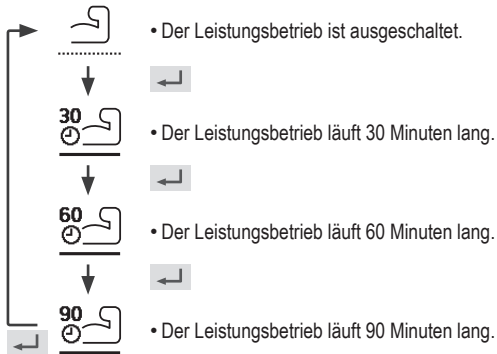 • Der Leistungsbetrieb ist ausgeschaltet.
30
• Der Leistungsbetrieb läuft 30 Minuten lang.
60
• Der Leistungsbetrieb läuft 60 Minuten lang.
90
• Der Leistungsbetrieb läuft 90 Minuten lang.